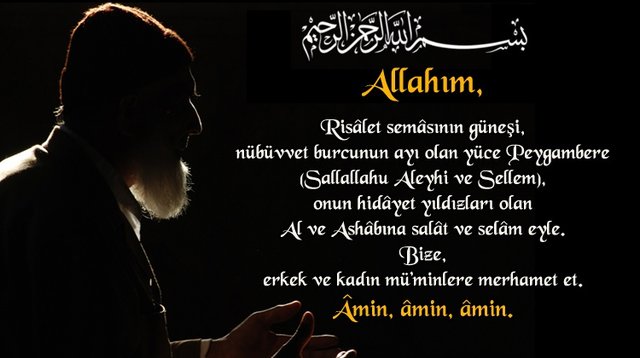 بسم الله الرحمن الرحيم
Allahım,
Risâlet semâsının güneşi,
nübüvvet burcunun ayı olan yüce Peygambere
(Sallallahu Aleyhi ve Sellem),
onun hidâyet yıldızları olan
Al ve Ashâbına salât ve selâm eyle.
Bize,
erkek ve kadın mü'minlere merhamet et.
Âmin, âmin, âmin.